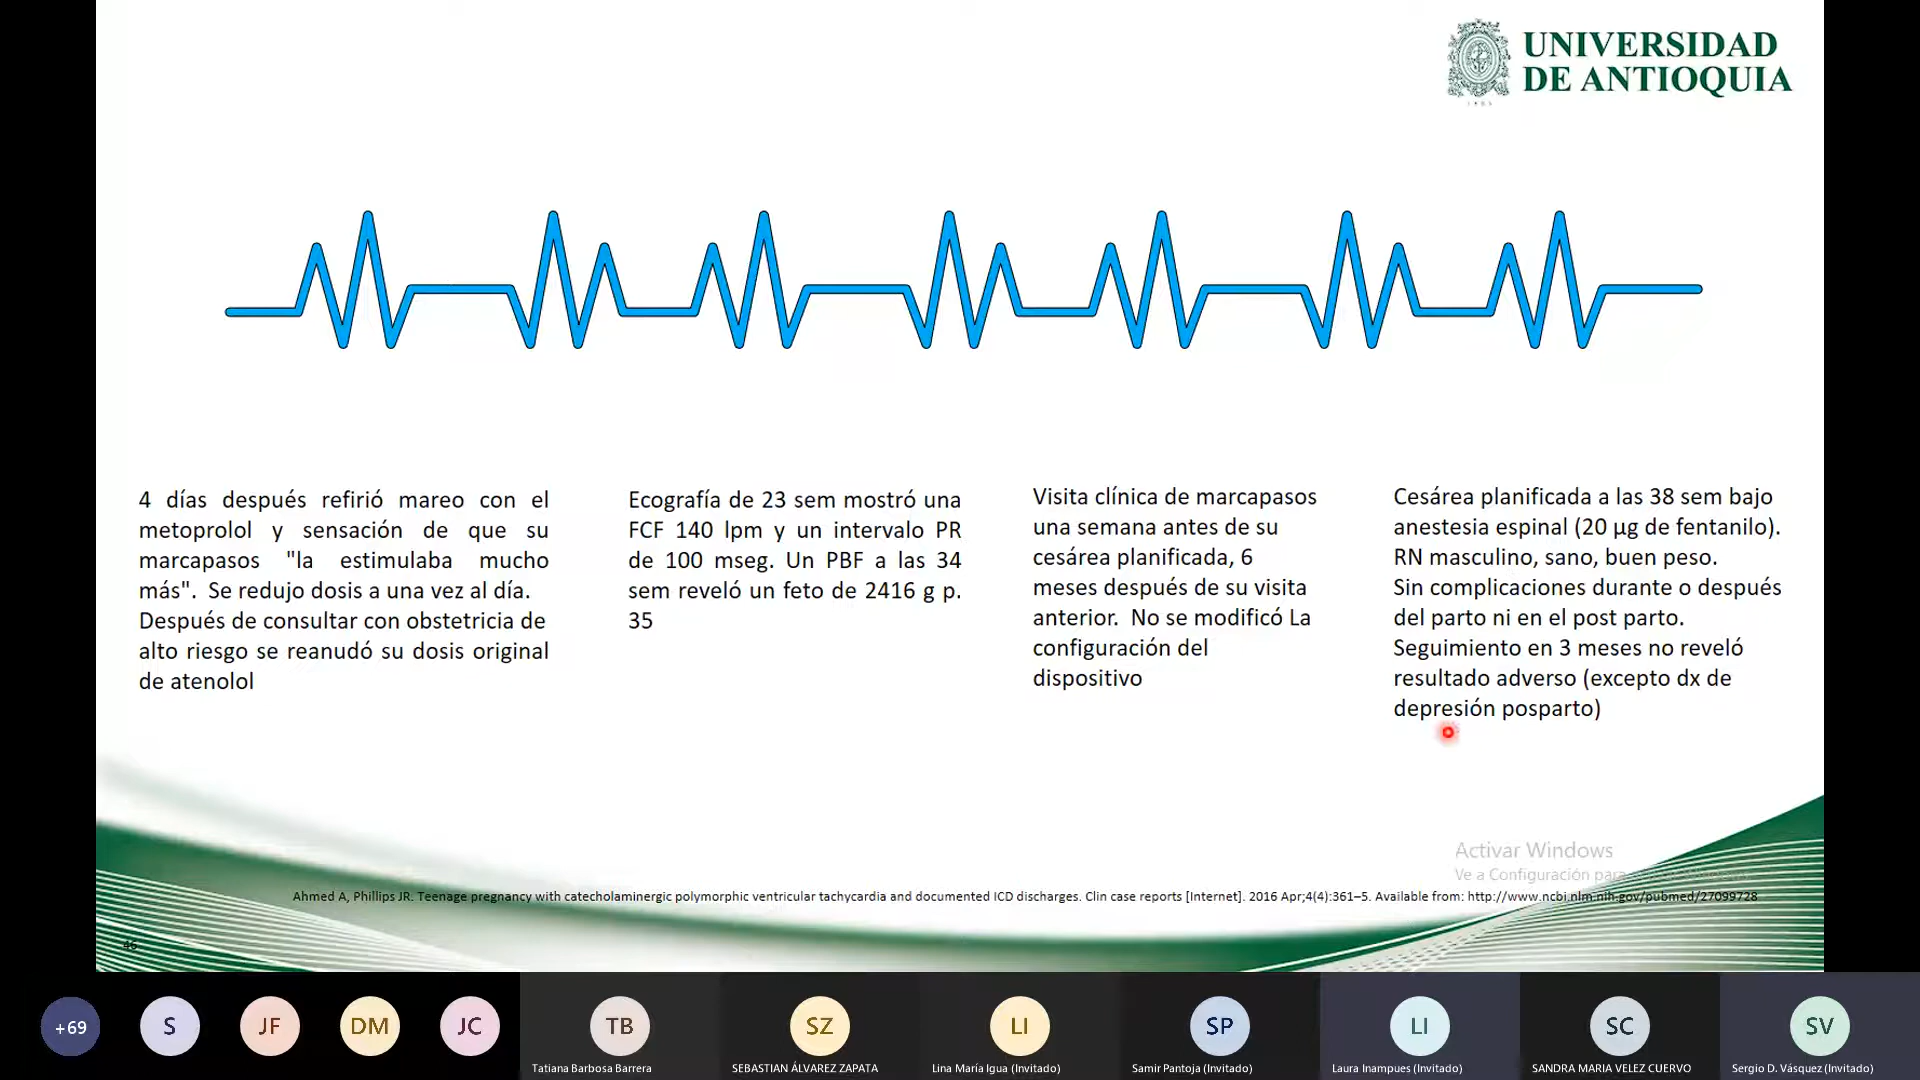 UNIVERSIDAD
DE ANTIOQUIA
1803
4 días después refirió mareo con el
metoprolol y sensación de que su
marcapasos "la estimulaba mucho
más". Se redujo dosis a una vez al día.
Después de consultar con obstetricia de
alto riesgo se reanudó su dosis original
de atenolol
Ecografía de 23 sem mostró una
FCF 140 lpm y un intervalo PR
de 100 mseg. Un PBF a las 34
sem reveló un feto de 2416 g p.
35
Visita clínica de marcapasos
una semana antes de su
cesárea planificada, 6
meses después de su visita
anterior. No se modificó La
configuración del
dispositivo
Cesárea planificada a las 38 sem bajo
anestesia espinal (20 µg de fentanilo).
RN masculino, sano, buen peso.
Sin complicaciones durante o después
del parto ni en el post parto.
Seguimiento en 3 meses no reveló
resultado adverso (excepto dx de
depresión posparto)
Activar Windows
Ve a Configuración para
Ahmed A, Phillips JR. Teenage pregnancy with catecholaminergic polymorphic ventricular tachycardia and documented ICD discharges. Clin case reports [Internet]. 2016 Apr;4(4):361–5. Available from: http://www.ncbi.nlm.nih.gov/pubmed/27099728
46
+69
S
JF
DM
JC
TB
SZ
LI
SP
LI
SC
SV
Tatiana Barbosa Barrera
SEBASTIAN ÁLVAREZ ZAPATA
Lina María Igua (Invitado)
Samir Pantoja (Invitado)
Laura Inampues (Invitado)
SANDRA MARIA VELEZ CUERVO
Sergio D. Vásquez (Invitado)